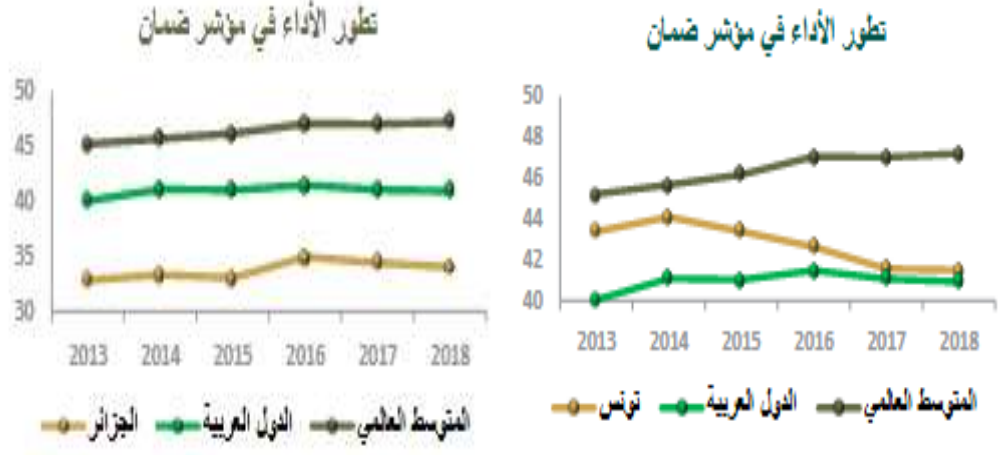 تطور الأداء في مؤشر ضمان
50
45
40
35
30
2013 2014 2015 2016 2017 2018
المتوسط العالمي الدول العربية الجزائر
تطور الأداء في مؤشر ضمان
50
48
46
44
42
40
2013 2014 2015 2016 2017 2018
المتوسط العالمي الدول العربية تونس